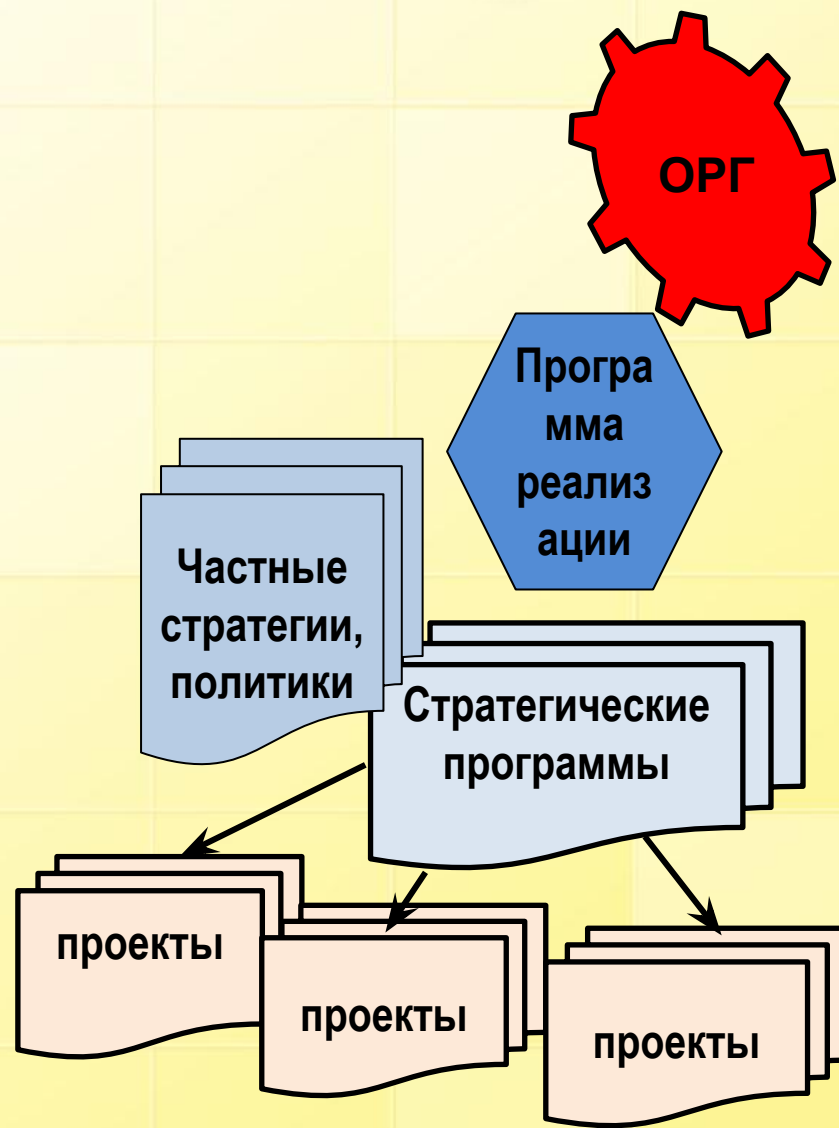 ОРГ
Програ
мма
реализ
ации
Частные
стратегии,
политики
Стратегические
программы
проекты
проекты
проекты